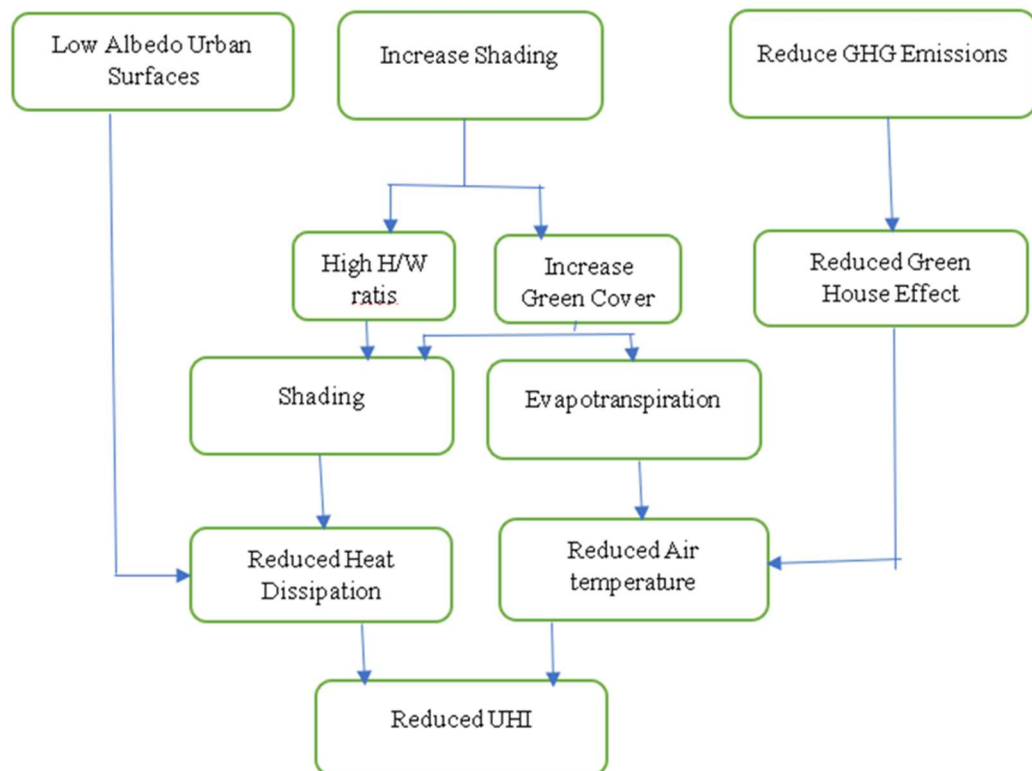 Low Albedo Urban
Surfaces
Increase Shading
Reduce GHG Emissions
High H/W
ratis
Increase
Green Cover
Reduced Green
House Effect
Shading
Evapotranspiration
Reduced Heat
Dissipation
Reduced Air
temperature
Reduced UHI